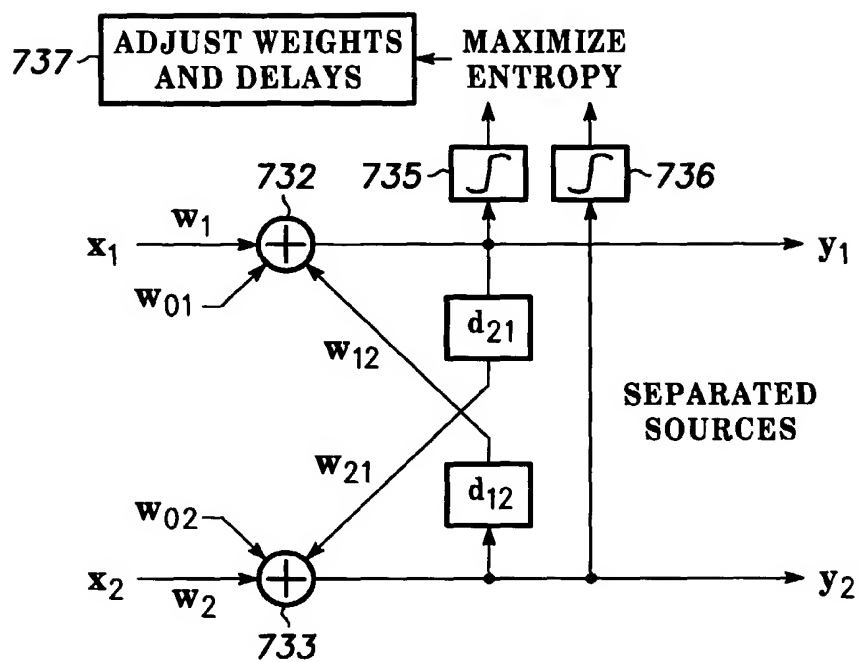 737
ADJUST WEIGHTS
AND DELAYS
MAXIMIZE
ENTROPY
732
735
736
x1
w1
y1
w01
d21
w12
SEPARATED
SOURCES
w21
d12
w02
x2
w2
y2
733